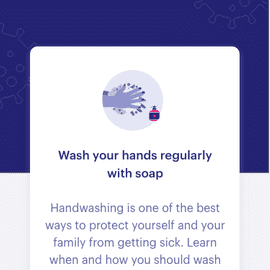 Wash your hands regularly
with soap
Handwashing is one of the best
ways to protect yourself and your
family from getting sick. Learn
when and how you should wash